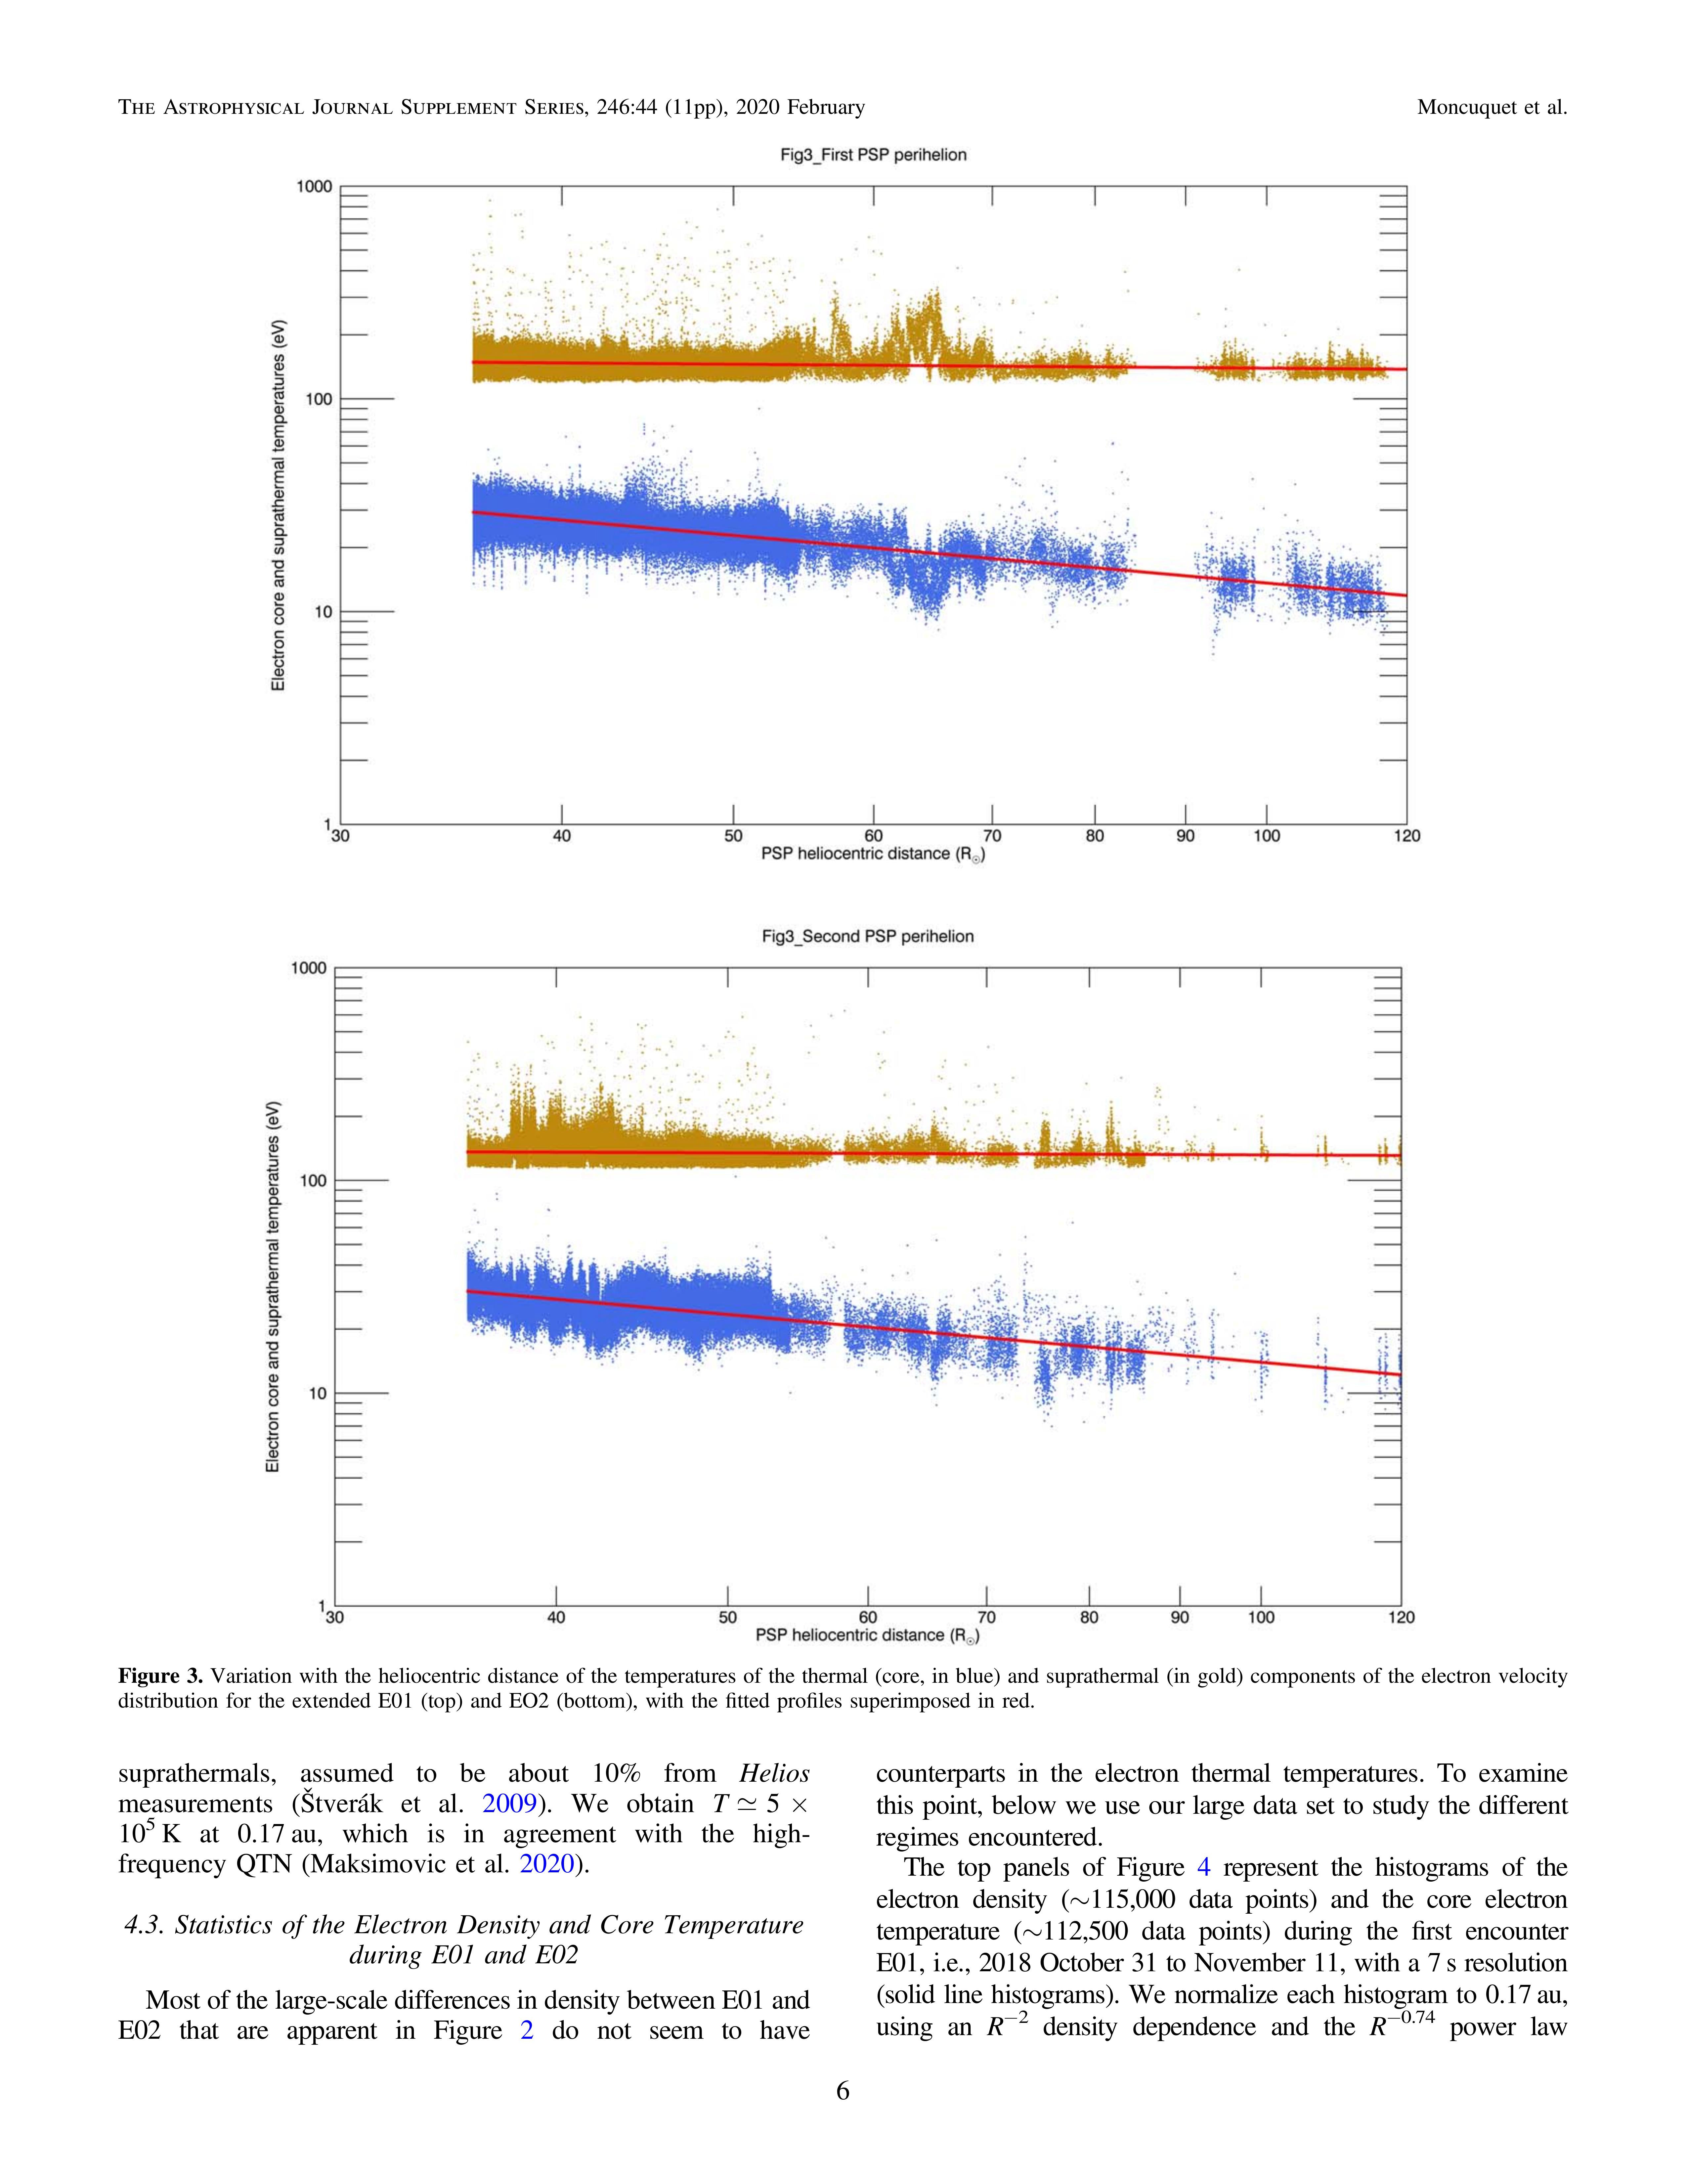 THE ASTROPHYSICAL JOURNAL SUPPLEMENT SERIES, 246:44 (11pp), 2020 February
Moncuquet et al.
Fig3_First PSP perihelion
1000
100
10
1
Electron core and suprathermal temperatures (eV)
30 40 50 60 70 80 90 100 120
PSP heliocentric distance (R☉)
Fig3_Second PSP perihelion
1000
100
10
1
Electron core and suprathermal temperatures (eV)
30 40 50 60 70 80 90 100 120
PSP heliocentric distance (R☉)
Figure 3. Variation with the heliocentric distance of the temperatures of the thermal (core, in blue) and suprathermal (in gold) components of the electron velocity
distribution for the extended E01 (top) and EO2 (bottom), with the fitted profiles superimposed in red.
suprathermals, assumed to be about 10% from Helios
measurements (Štverák et al. 2009). We obtain T ≃ 5 ×
10⁵ K at 0.17 au, which is in agreement with the high-
frequency QTN (Maksimovic et al. 2020).
4.3. Statistics of the Electron Density and Core Temperature
during E01 and E02
Most of the large-scale differences in density between E01 and
E02 that are apparent in Figure 2 do not seem to have
counterparts in the electron thermal temperatures. To examine
this point, below we use our large data set to study the different
regimes encountered.
The top panels of Figure 4 represent the histograms of the
electron density (∼115,000 data points) and the core electron
temperature (∼112,500 data points) during the first encounter
E01, i.e., 2018 October 31 to November 11, with a 7 s resolution
(solid line histograms). We normalize each histogram to 0.17 au,
using an R⁻² density dependence and the R⁻⁰·⁷⁴ power law
6